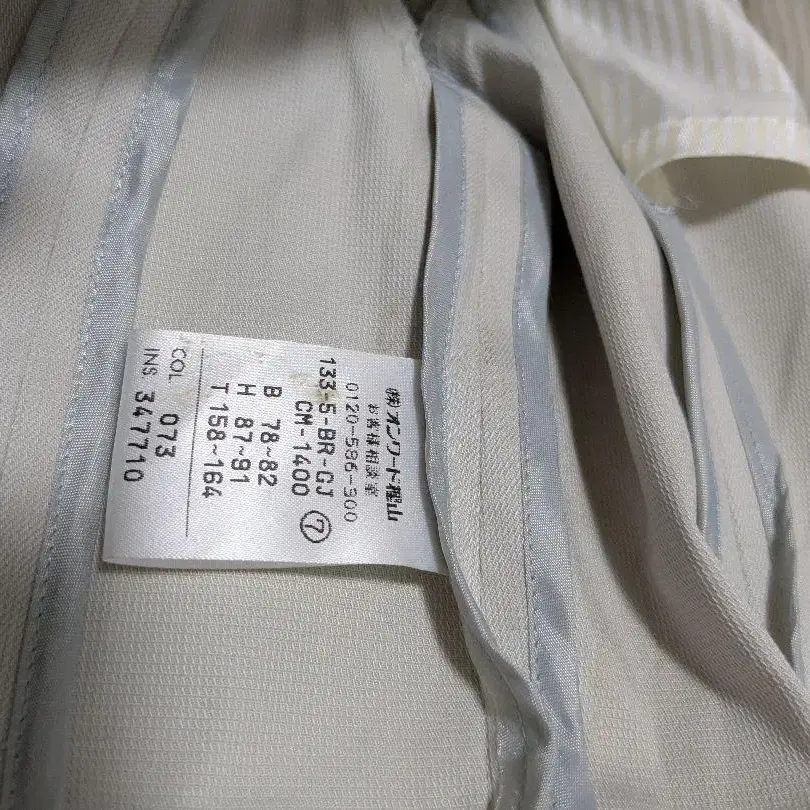 ㈱オンワード樫山
お客様相談室
0120-586-300
133-5-BR-GJ
CM-1400 ⑦
B 78~82
H 87~91
T 158~164
COL 073
INS 347710